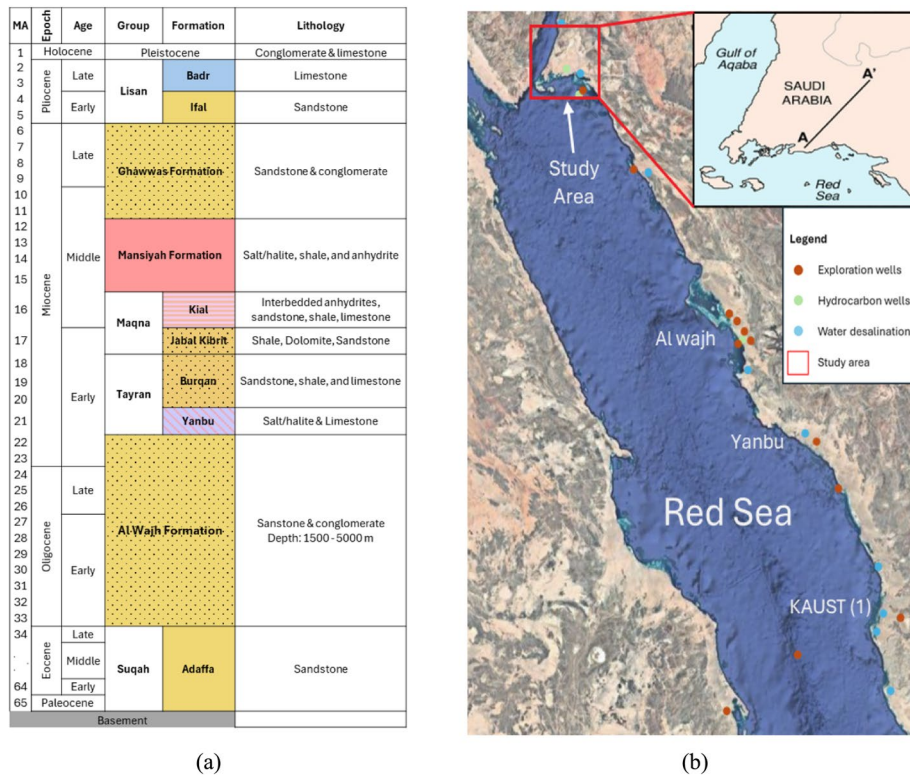 MA Epoch Age Group Formation Lithology
1 Holocene Pleistocene Conglomerate & limestone
2
3
Pliocene
Late
Lisan
Badr
Limestone
4
5
Early
Ifal
Sandstone
6
7
8
9
Miocene
Late
Ghawwas Formation
Sandstone & conglomerate
10
11
Middle
12
13
14
15
Mansiyah Formation
Salt/halite, shale, and anhydrite
16
Maqna
Kial
Interbedded anhydrites,
sandstone, shale, limestone
17
Early
Jabal Kibrit
Shale, Dolomite, Sandstone
18
19
20
Tayran
Burqan
Sandstone, shale, and limestone
21
Yanbu
Salt/halite & Limestone
22
23
24
25
26
Oligocene
Late
Al Wajh Formation
Sanstone & conglomerate
Depth: 1500 - 5000 m
27
28
29
30
31
32
33
Early
34
.
.
64
65
Eocene
Late
Middle
Early
Paleocene
Suqah
Adaffa
Sandstone
Basement
(a)
Gulf of
Aqaba
SAUDI
ARABIA
A'
A
Red
Sea
Study
Area
Legend
Exploration wells
Hydrocarbon wells
Water desalination
Study area
Al wajh
Yanbu
Red Sea
KAUST (1)
(b)